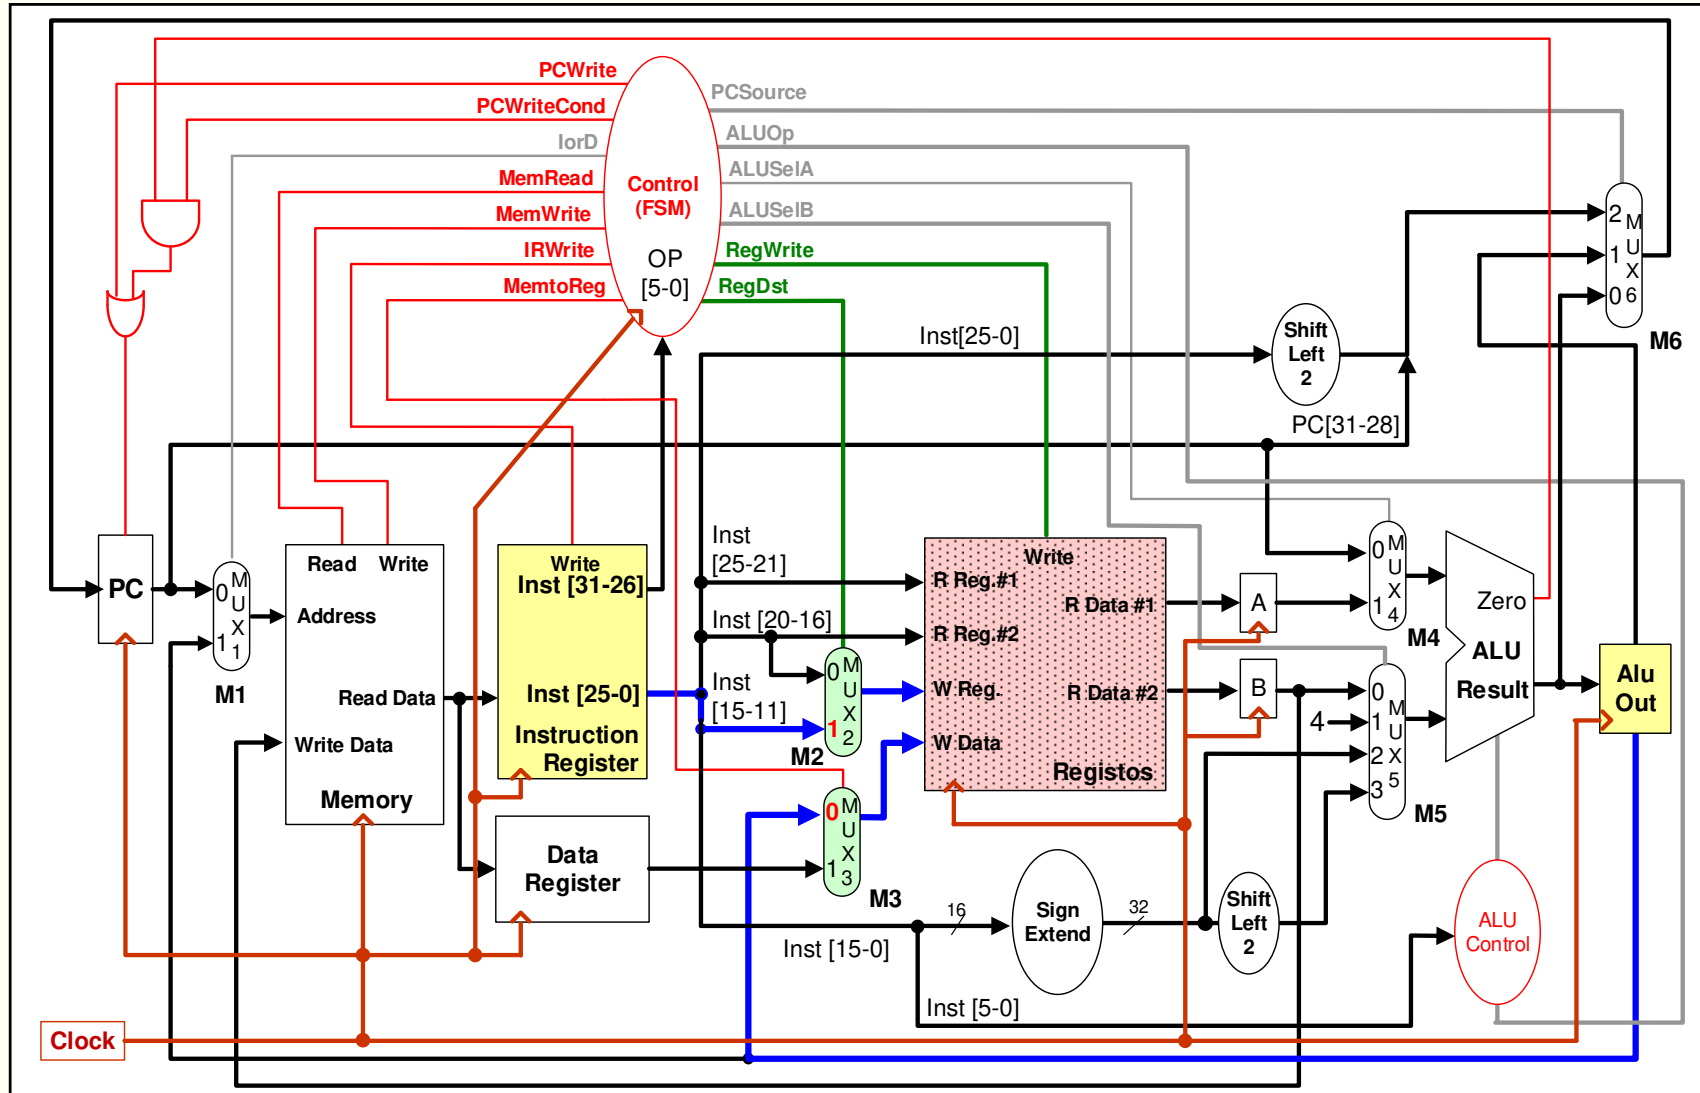 PCWrite
PCWriteCond
IorD
MemRead
MemWrite
IRWrite
MemtoReg
Control
(FSM)
OP
[5-0]
PCSource
ALUOp
ALUSelA
ALUSelB
RegWrite
RegDst
Inst[25-0]
Shift
Left
2
PC[31-28]
2
1
0
M
U
X
6
M6
PC
0
1
M
U
X
1
M1
Read Write
Address
Read Data
Write Data
Memory
Write
Inst [31-26]
Inst [25-0]
Instruction
Register
Data
Register
Inst
[25-21]
Inst [20-16]
Inst
[15-11]
0
1
M
U
X
2
M2
0
1
M
U
X
3
M3
Write
R Reg.#1
R Reg.#2
W Reg.
W Data
R Data #1
R Data #2
Registos
A
B
4
0
1
M
U
X
4
M4
0
1
2
3
M
U
X
5
M5
Zero
ALU
Result
Alu
Out
Inst [15-0]
16
Sign
Extend
32
Shift
Left
2
ALU
Control
Inst [5-0]
Clock